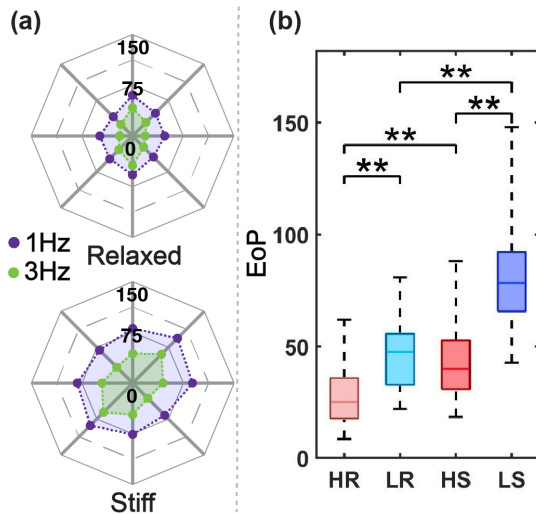 (a)
150
75
0
Relaxed
1Hz
3Hz
150
75
0
Stiff
(b)
EoP
150
100
50
0
**
**
**
**
HR LR HS LS